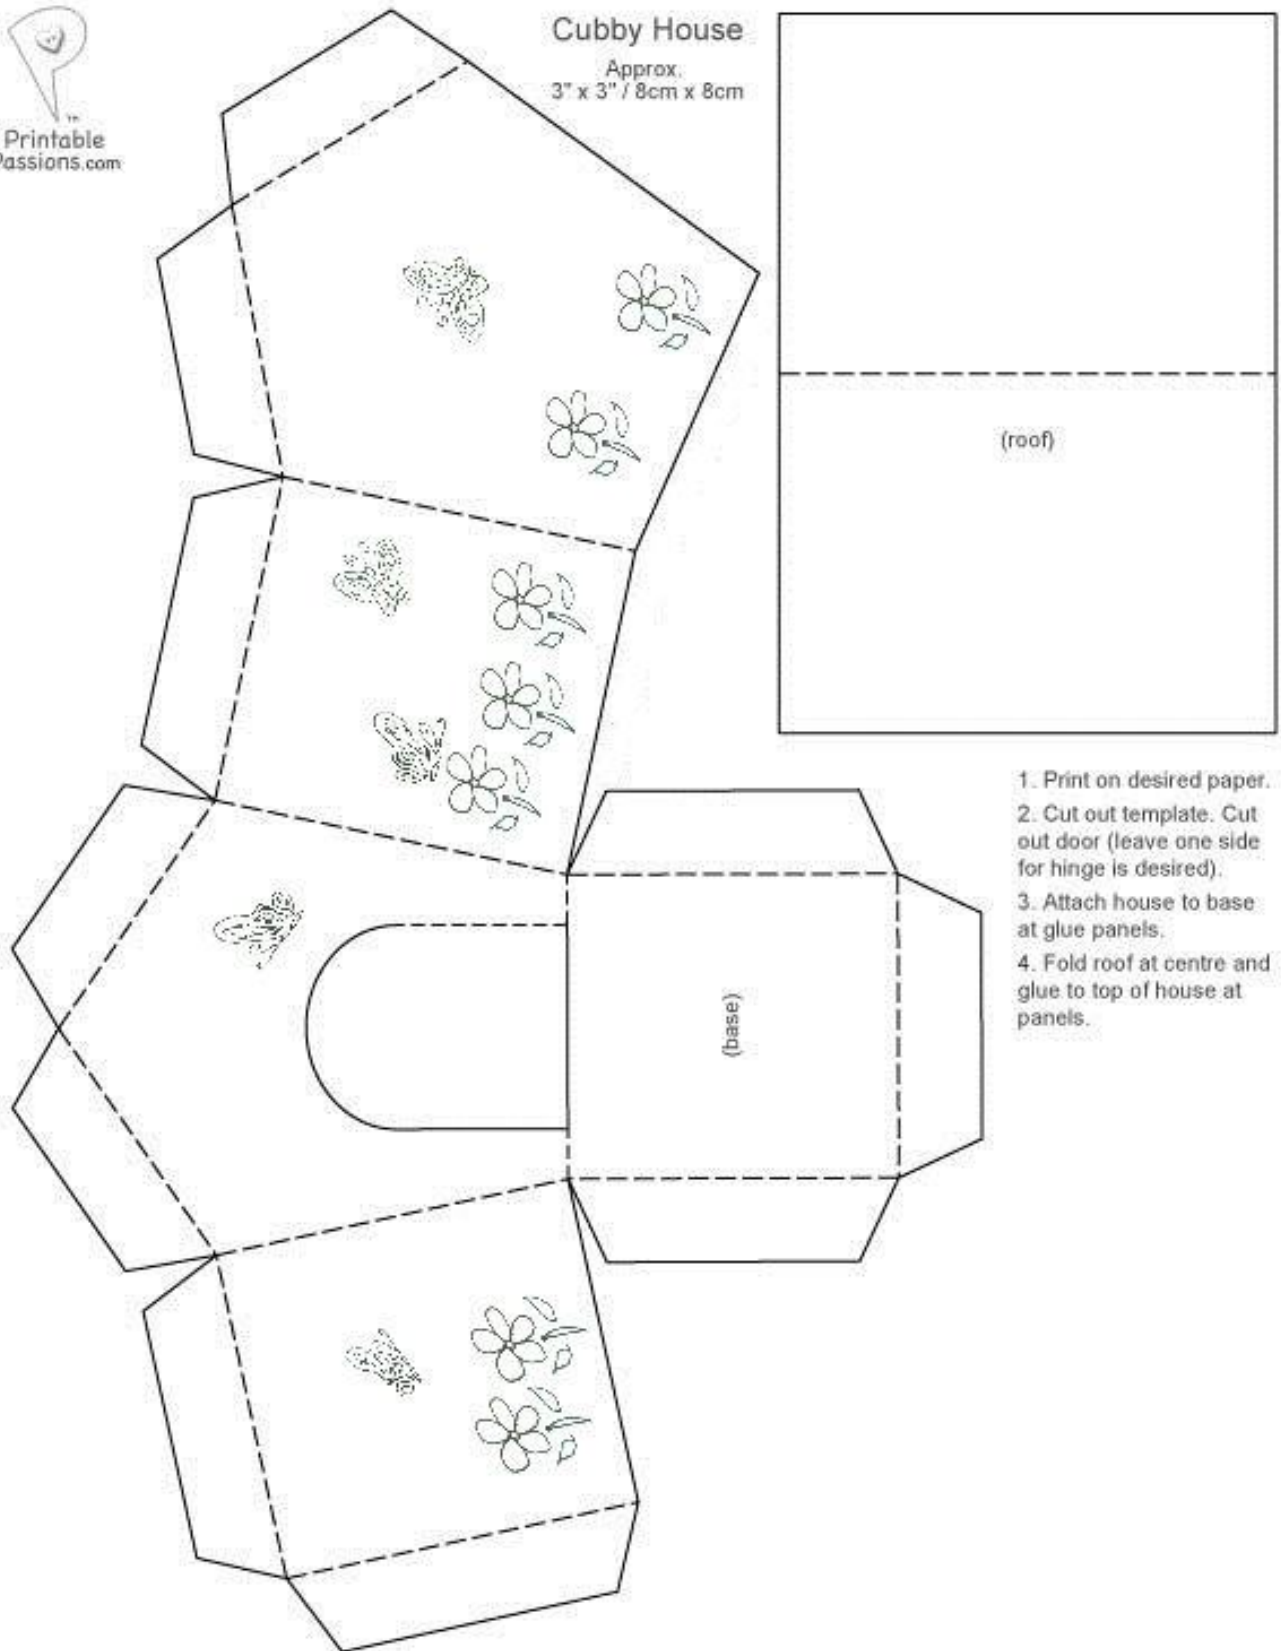 Cubby House
Approx.
3" x 3" / 8cm x 8cm
™
Printable
Passions.com
(roof)
1. Print on desired paper.
2. Cut out template. Cut
out door (leave one side
for hinge is desired).
3. Attach house to base
at glue panels.
4. Fold roof at centre and
glue to top of house at
panels.
(base)